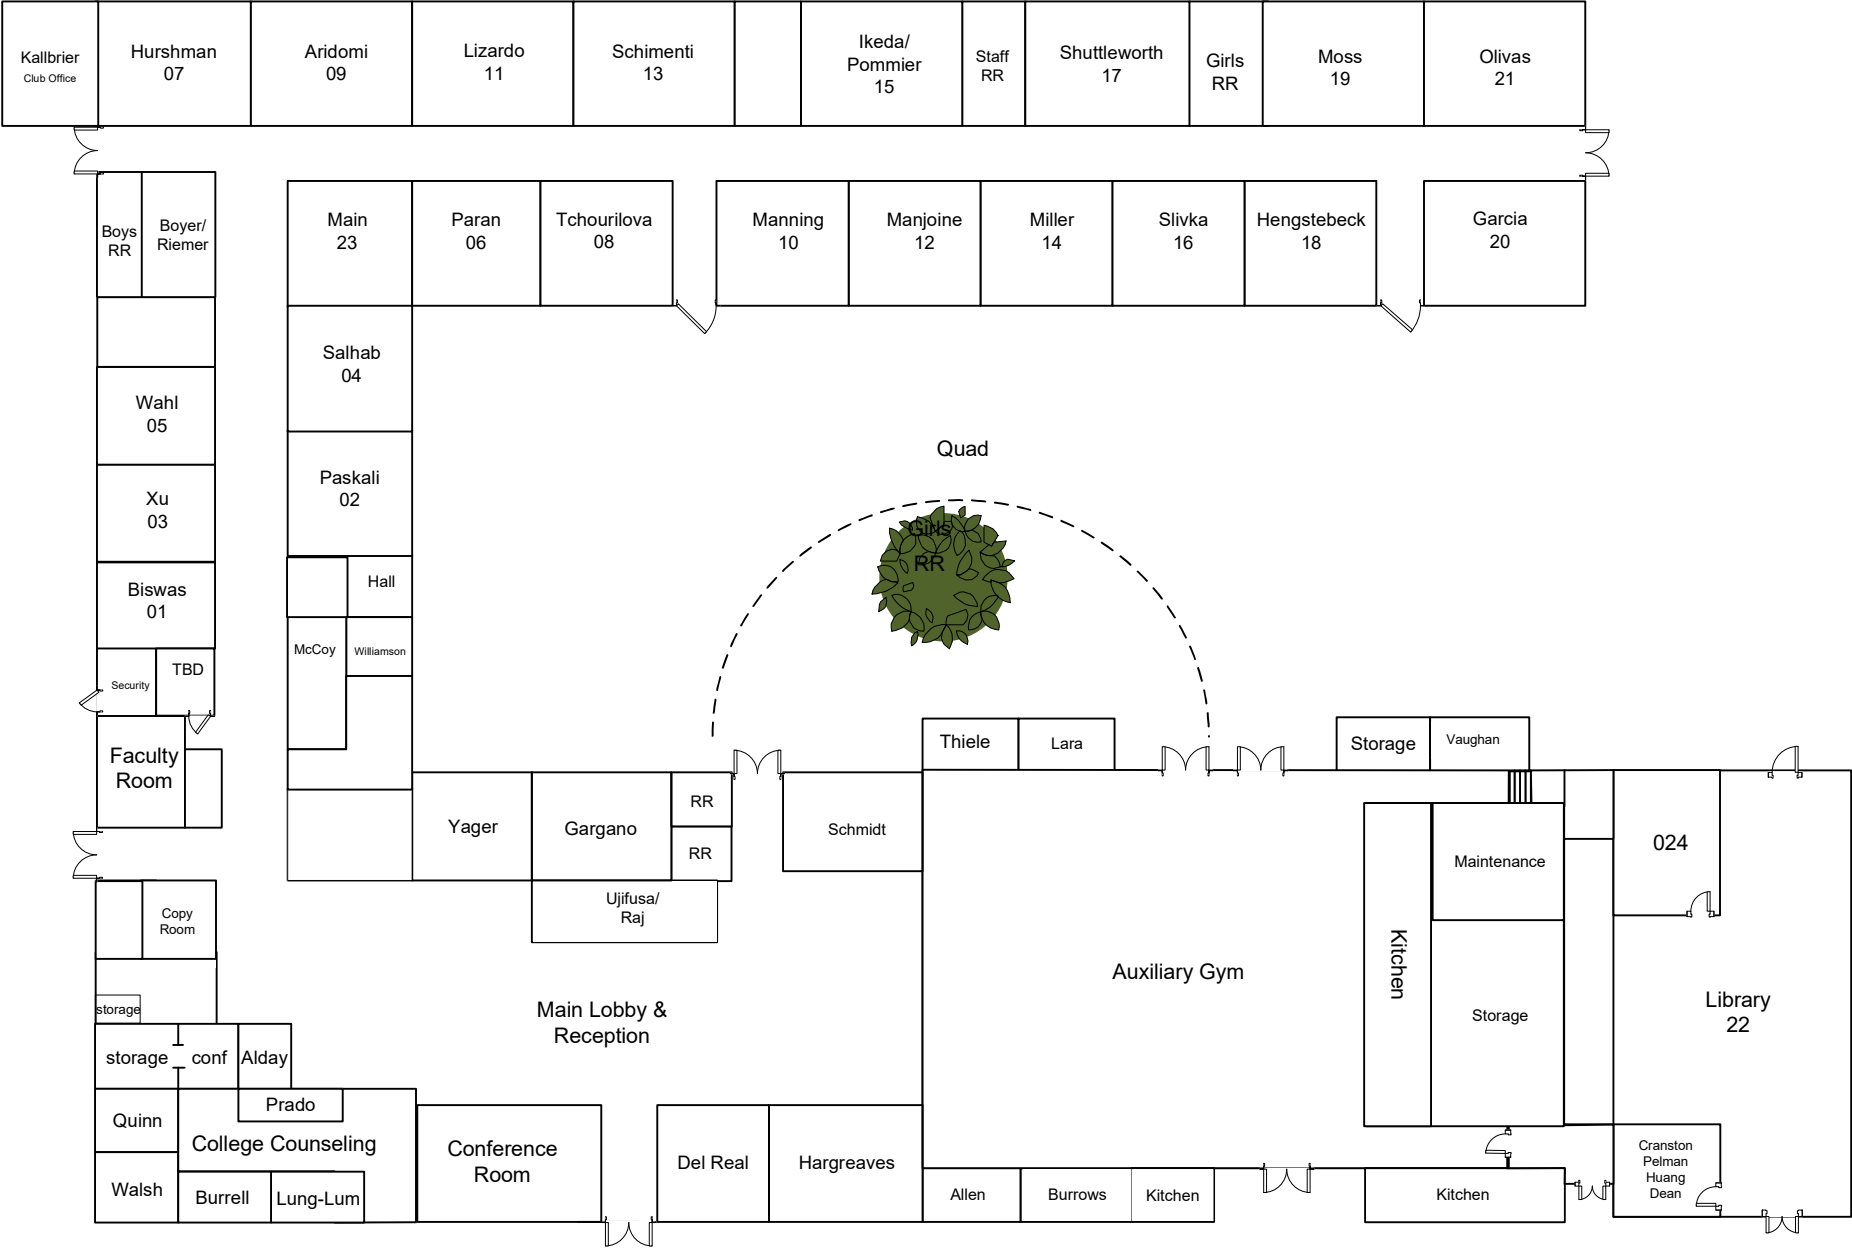 Kallbrier
Club Office
Hurshman
07
Aridomi
09
Lizardo
11
Schimenti
13
Ikeda/
Pommier
15
Staff
RR
Shuttleworth
17
Girls
RR
Moss
19
Olivas
21
Boys
RR
Boyer/
Riemer
Main
23
Paran
06
Tchourilova
08
Manning
10
Manjoine
12
Miller
14
Slivka
16
Hengstebeck
18
Garcia
20
Salhab
04
Wahl
05
Quad
Paskali
02
Xu
03
Girls
RR
Hall
Biswas
01
McCoy
Williamson
Security
TBD
Faculty
Room
Thiele
Lara
Storage
Vaughan
Yager
Gargano
RR
RR
Schmidt
Ujifusa/
Raj
Maintenance
024
Copy
Room
Kitchen
Auxiliary Gym
Storage
Library
22
storage
Main Lobby &
Reception
storage
conf
Alday
Prado
Quinn
College Counseling
Walsh
Burrell
Lung-Lum
Conference
Room
Del Real
Hargreaves
Allen
Burrows
Kitchen
Kitchen
Cranston
Pelman
Huang
Dean